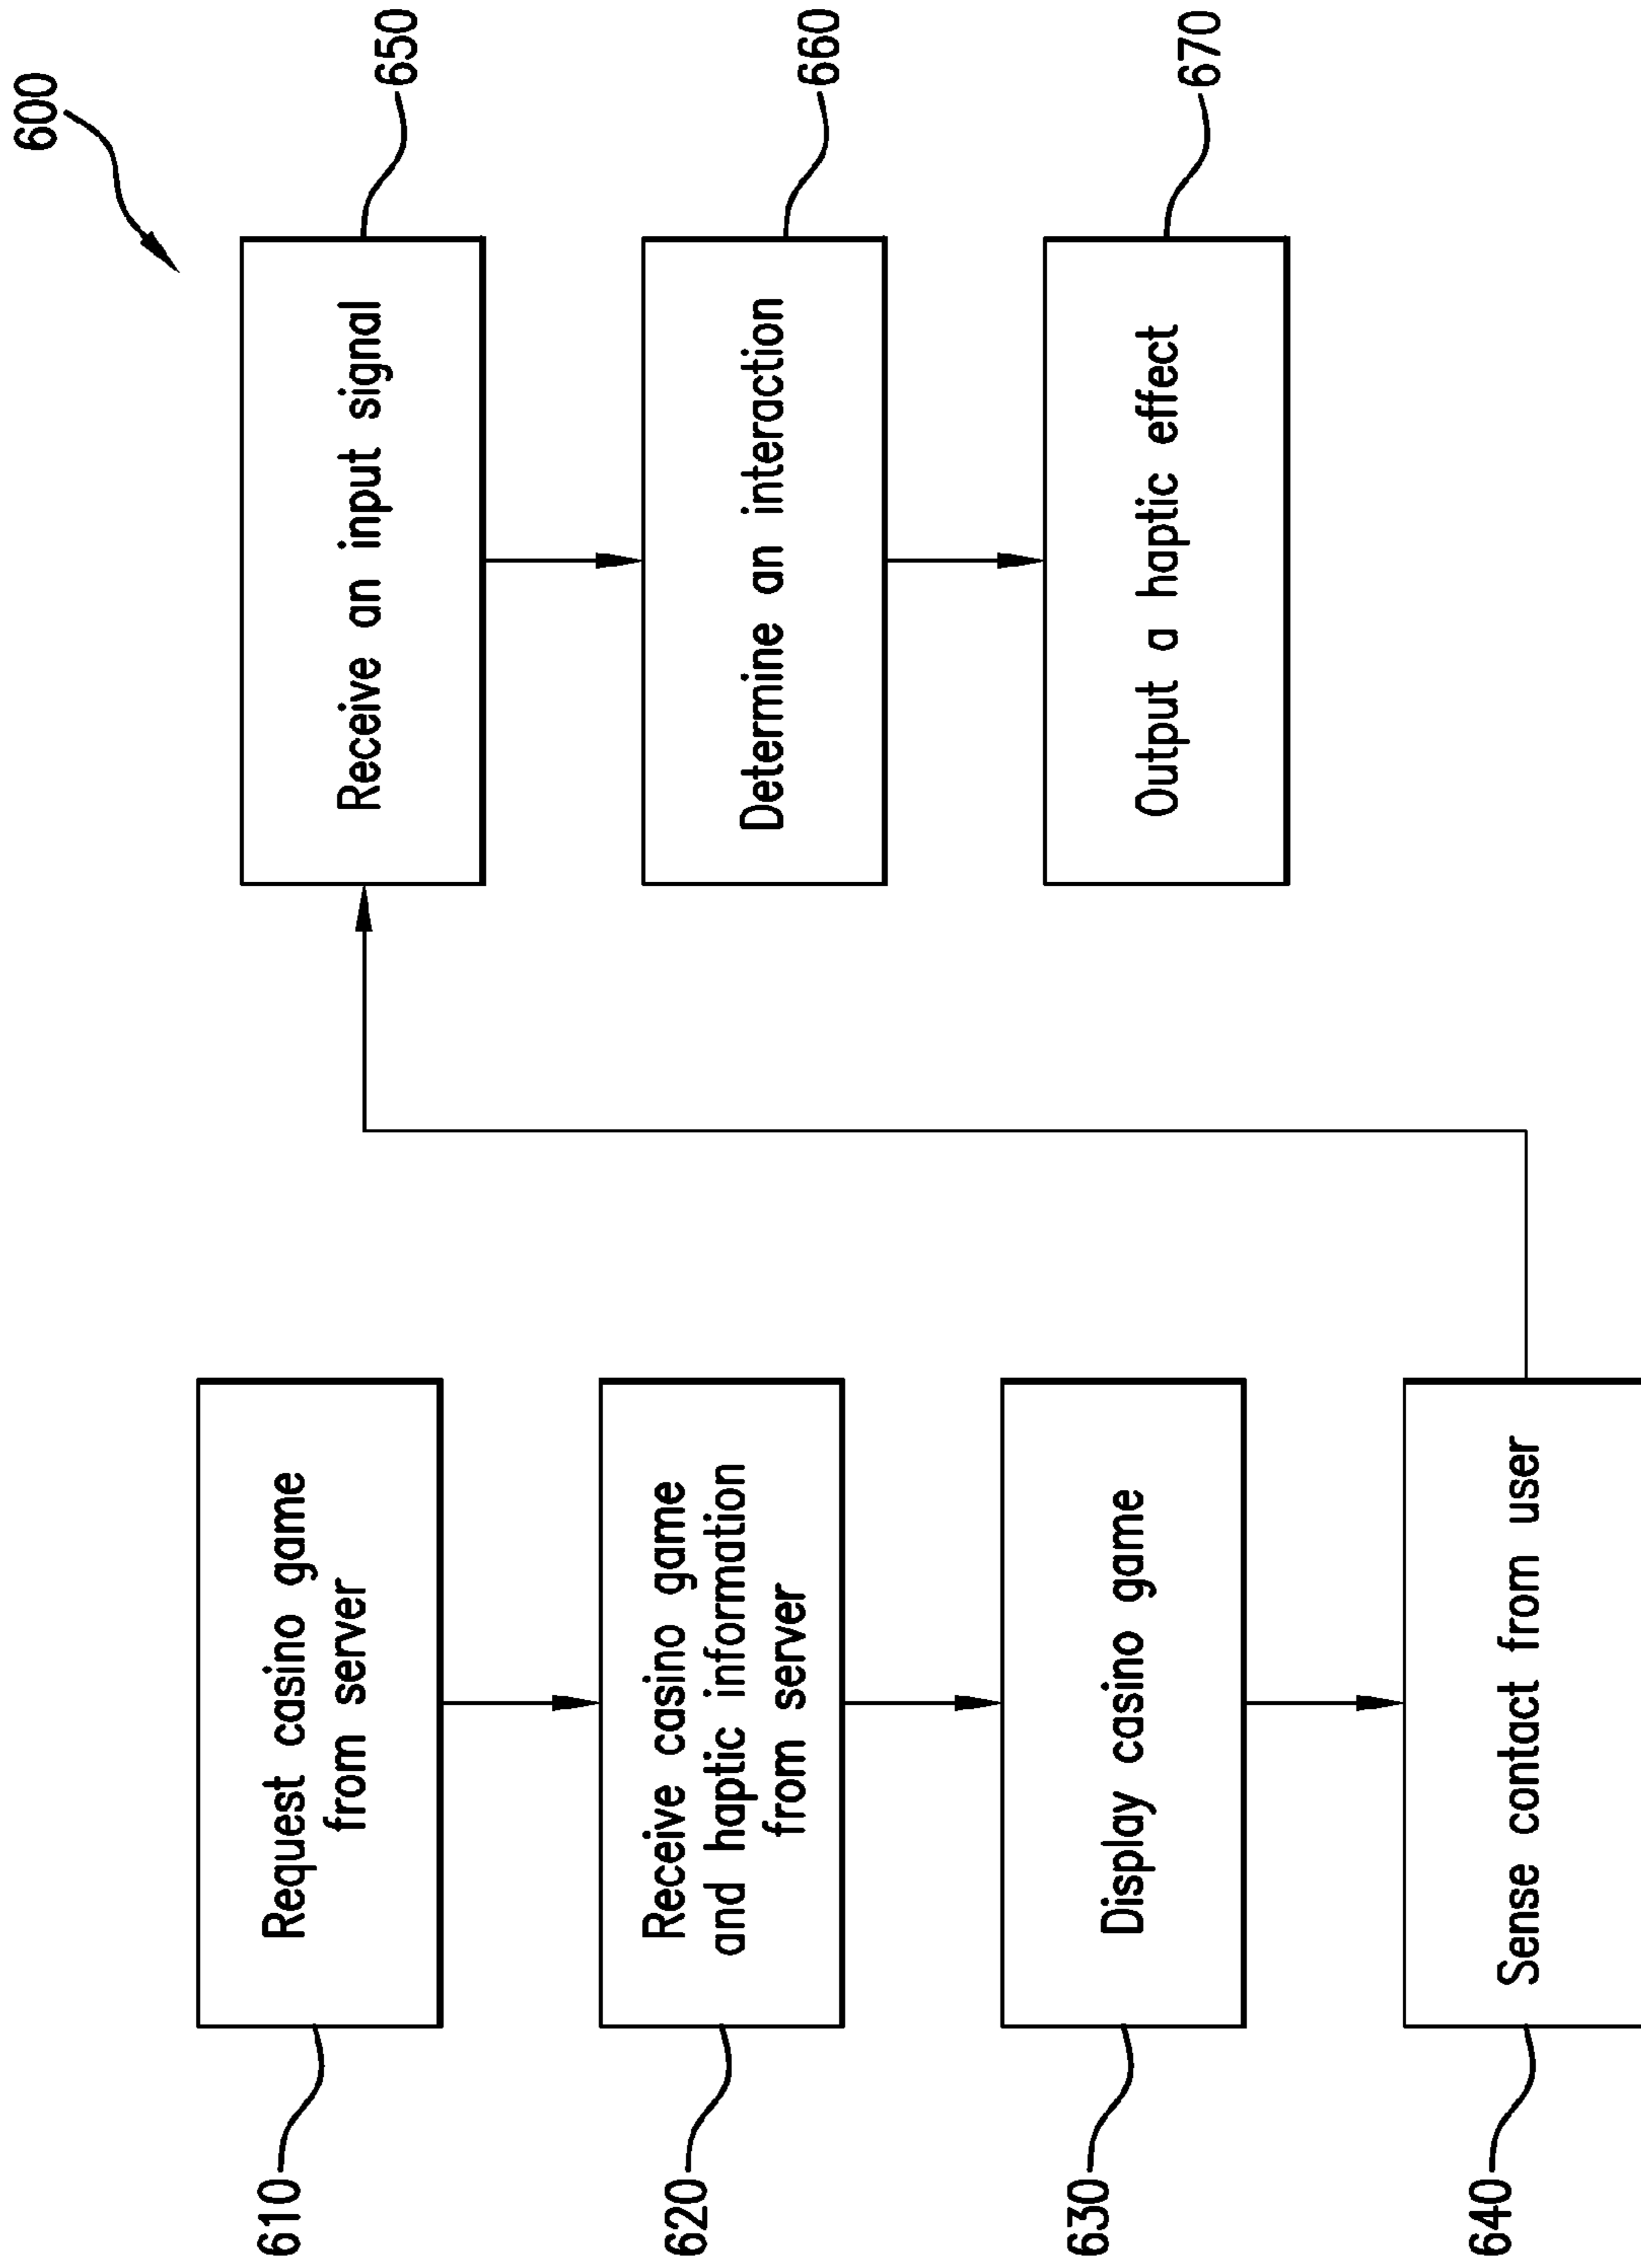 600
610
Request casino game
from server
620
Receive casino game
and haptic information
from server
630
Display casino game
640
Sense contact from user
Receive an input signal
650
Determine an interaction
660
Output a haptic effect
670